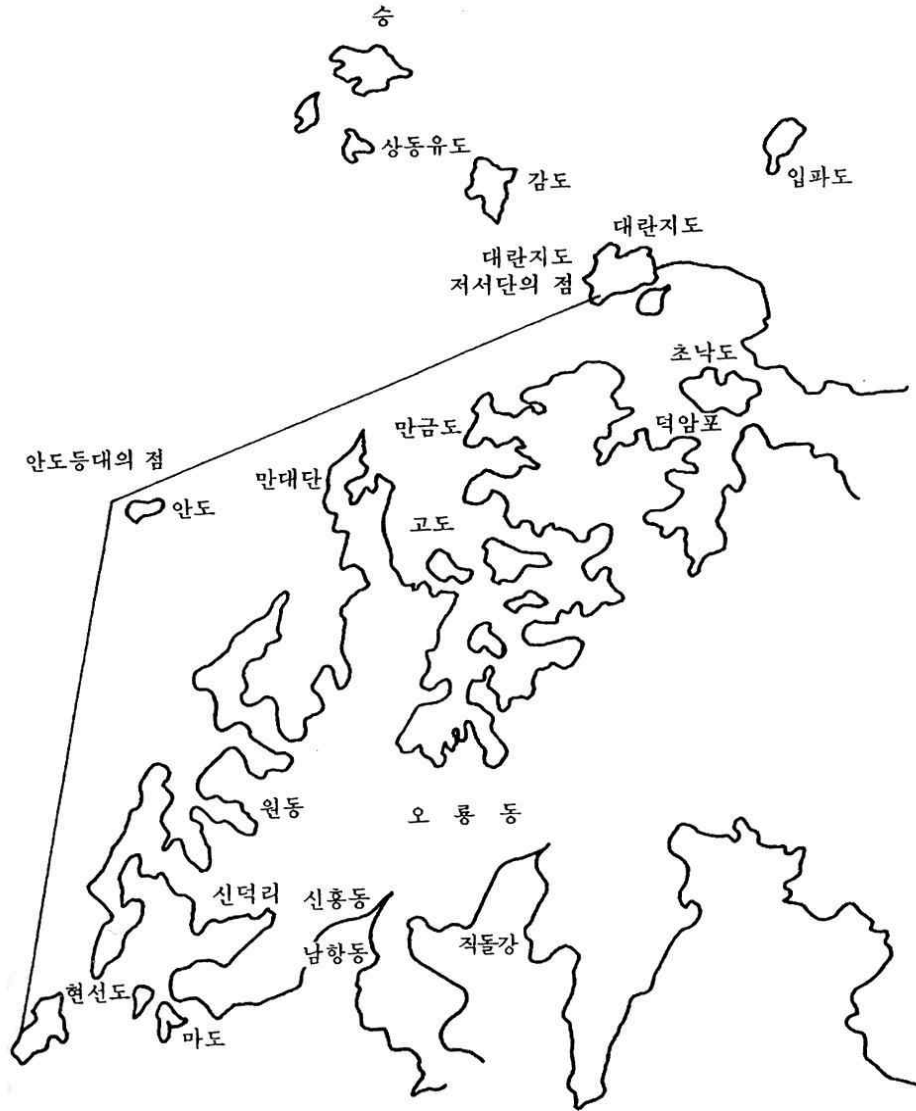 승
상동유도
감도
입파도
대란지도
대란지도
저서단의 점
초낙도
만금도
덕암포
안도등대의 점
만대단
안도
고도
원동
오 룡 동
신덕리
신흥동
남항동
직돌강
현선도
마도